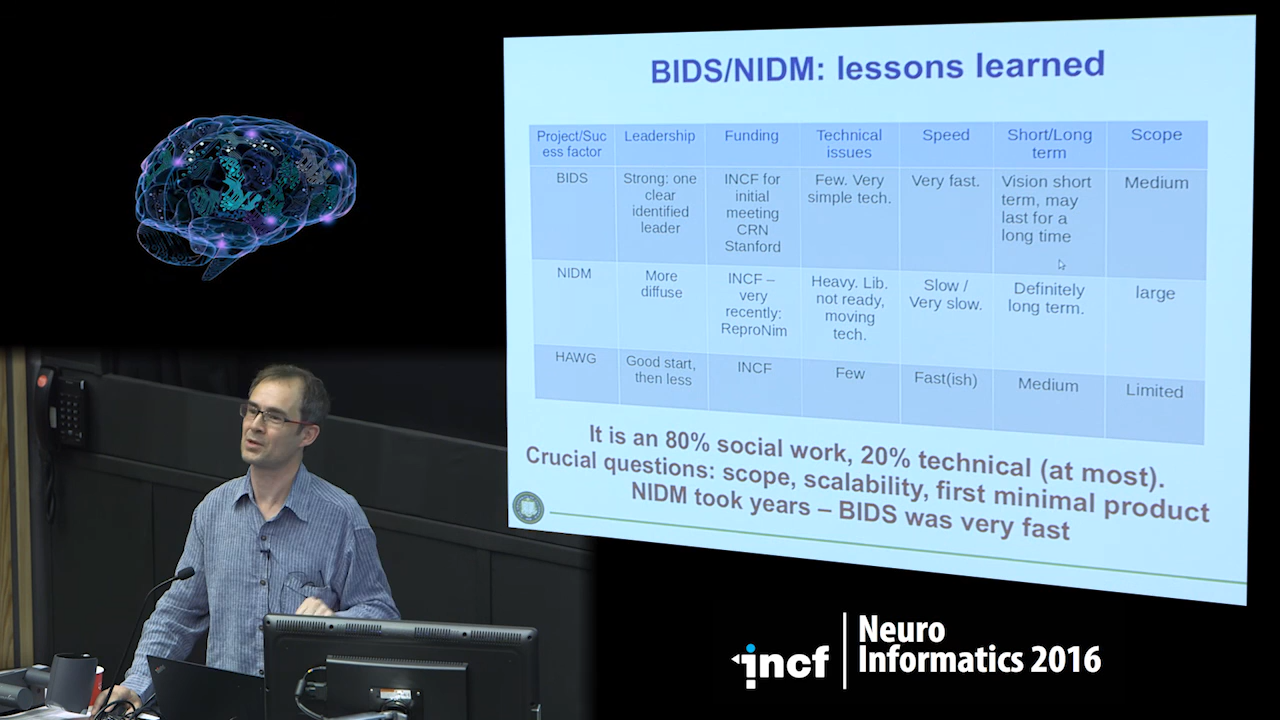 BIDS/NIDM: lessons learned
Project/Suc
ess factor
Leadership
Funding
Technical
issues
Speed
Short/Long
term
Scope
BIDS
Strong: one
clear
identified
leader
INCF for
initial
meeting
CRN
Stanford
Few. Very
simple tech.
Very fast.
Vision short
term, may
last for a
long time
Medium
NIDM
More
diffuse
INCF –
very
recently:
ReproNim
Heavy. Lib.
not ready,
moving
tech.
Slow /
Very slow.
Definitely
long term.
large
HAWG
Good start,
then less
INCF
Few
Fast(ish)
Medium
Limited
It is an 80% social work, 20% technical (at most).
Crucial questions: scope, scalability, first minimal product
NIDM took years – BIDS was very fast
incf
Neuro
Informatics 2016